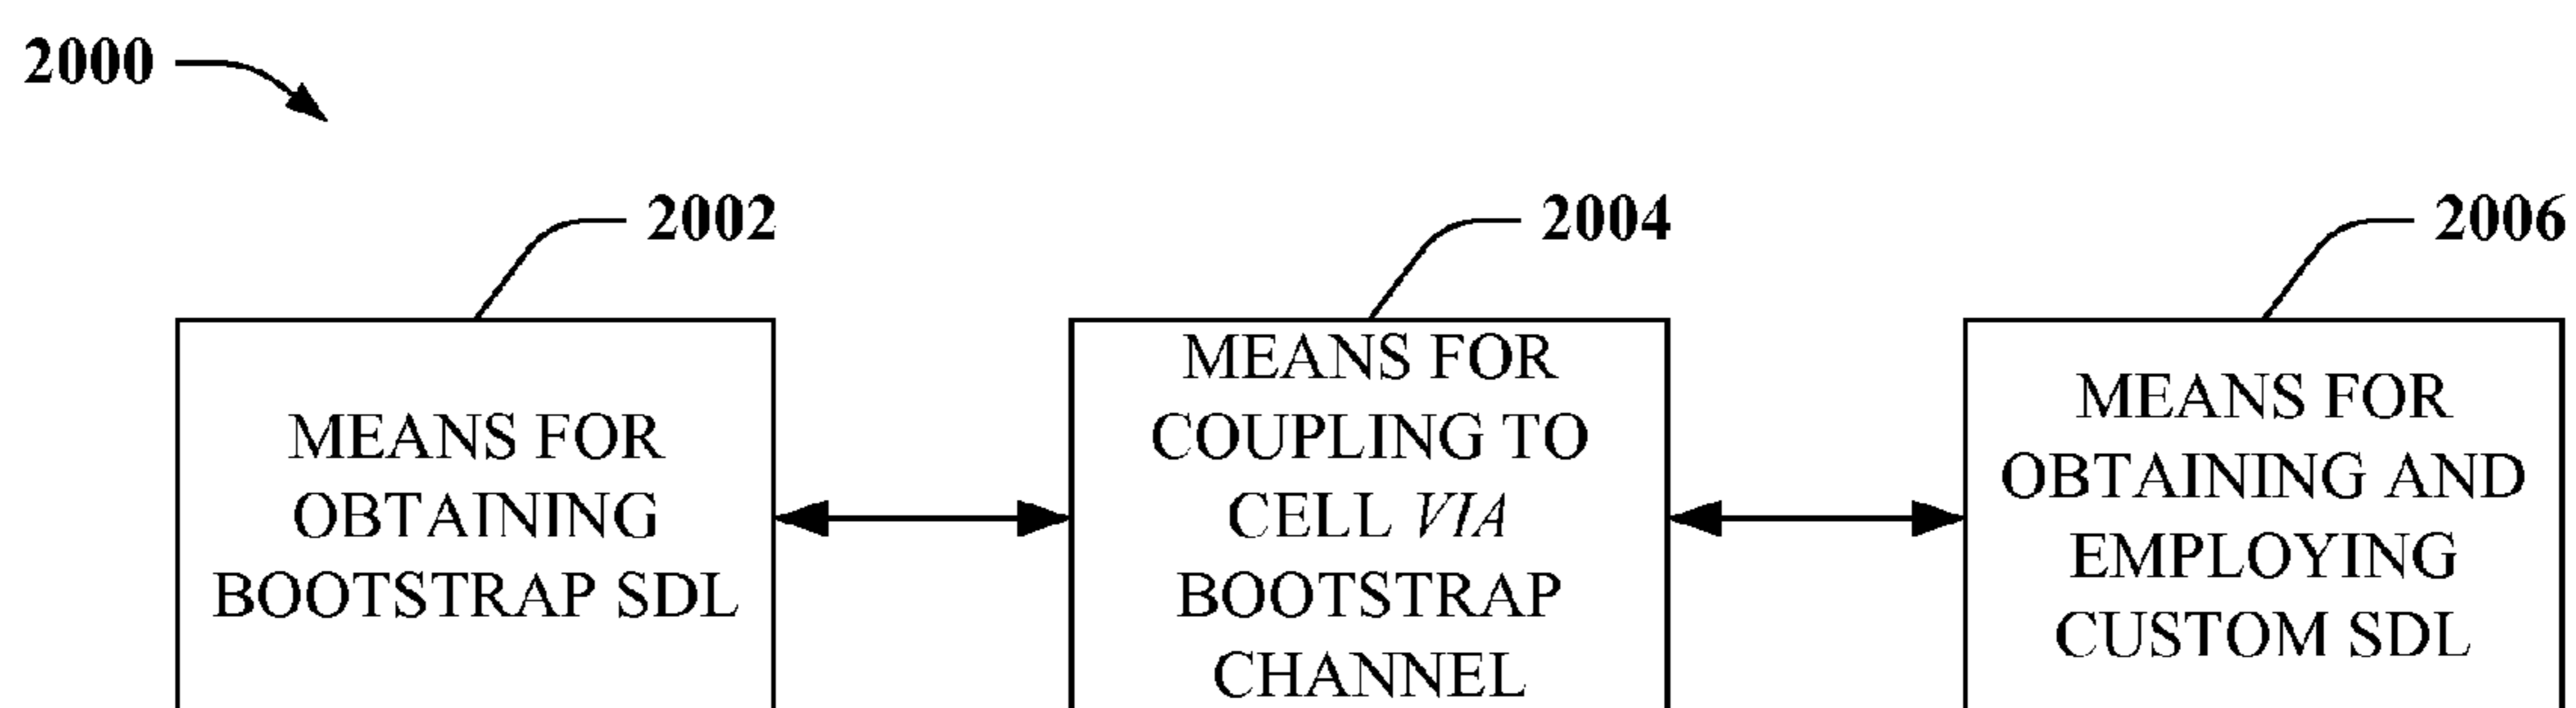 2000
2002
2004
2006
MEANS FOR
OBTAINING
BOOTSTRAP SDL
MEANS FOR
COUPLING TO
CELL VIA
BOOTSTRAP
CHANNEL
MEANS FOR
OBTAINING AND
EMPLOYING
CUSTOM SDL